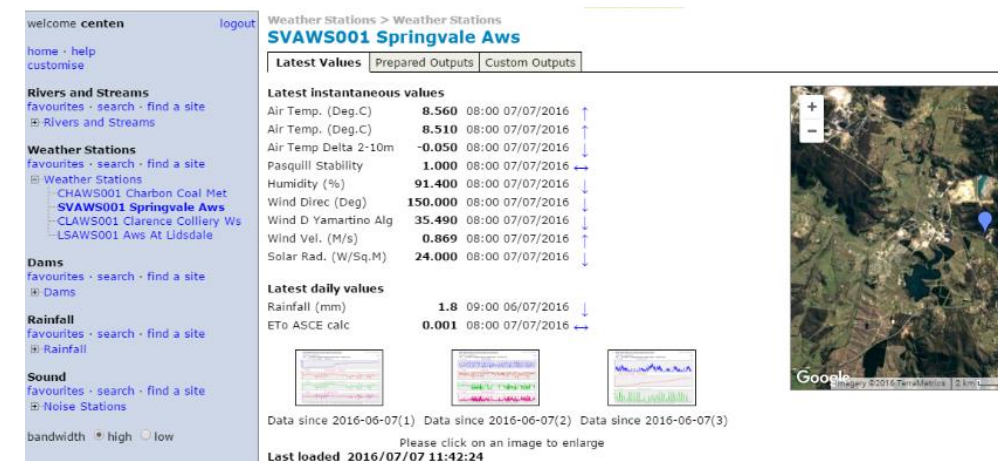 welcome centen logout
home · help
customise
Rivers and Streams
favourites · search · find a site
Rivers and Streams
Weather Stations
favourites · search · find a site
Weather Stations
CHAWS001 Charbon Coal Met
SVAWS001 Springvale Aws
CLAWS001 Clarence Colliery Ws
LSAWS001 Aws At Lidsdale
Dams
favourites · search · find a site
Dams
Rainfall
favourites · search · find a site
Rainfall
Sound
favourites · search · find a site
Noise Stations
bandwidth high low
Weather Stations > Weather Stations
SVAWS001 Springvale Aws
Latest Values Prepared Outputs Custom Outputs
Latest instantaneous values
Air Temp. (Deg.C) 8.560 08:00 07/07/2016 ↑
Air Temp. (Deg.C) 8.510 08:00 07/07/2016 ↑
Air Temp Delta 2-10m -0.050 08:00 07/07/2016 ↓
Pasquill Stability 1.000 08:00 07/07/2016 ↔
Humidity (%) 91.400 08:00 07/07/2016 ↓
Wind Direc (Deg) 150.000 08:00 07/07/2016 ↓
Wind D Yamartino Alg 35.490 08:00 07/07/2016 ↓
Wind Vel. (M/s) 0.869 08:00 07/07/2016 ↑
Solar Rad. (W/Sq.M) 24.000 08:00 07/07/2016 ↓
Latest daily values
Rainfall (mm) 1.8 09:00 06/07/2016 ↓
ETo ASCE calc 0.001 08:00 07/07/2016 ↔
Data since 2016-06-07(1) Data since 2016-06-07(2) Data since 2016-06-07(3)
Please click on an image to enlarge
Last loaded 2016/07/07 11:42:24
+
−
Google
Imagery ©2016 TerraMetrics 2 km